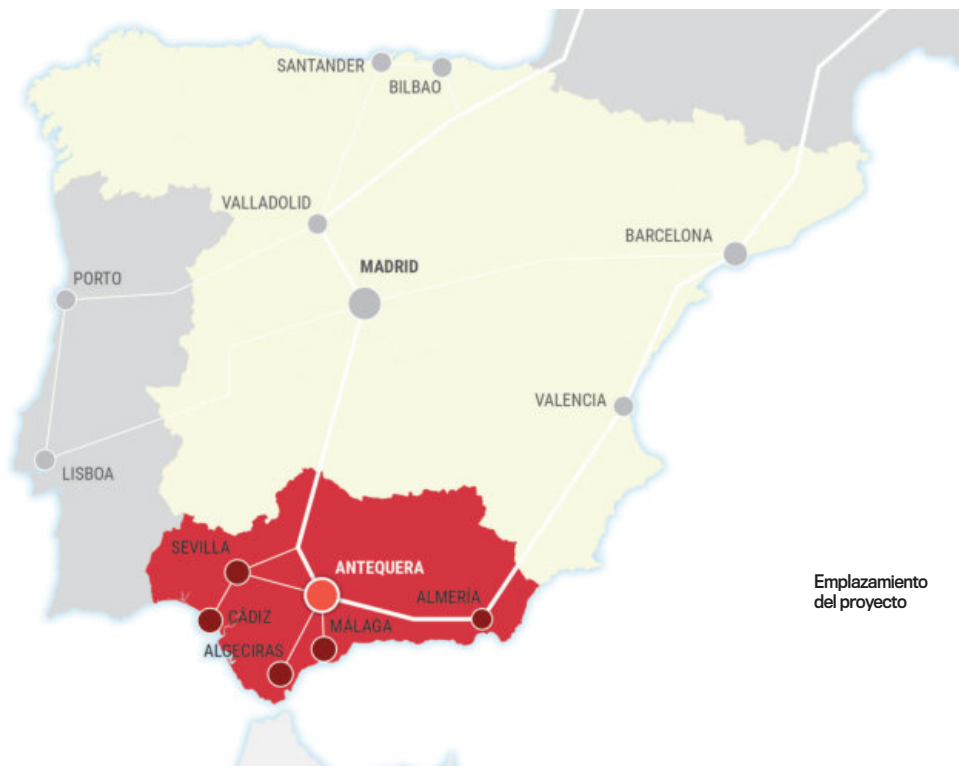 SANTANDER
BILBAO
VALLADOLID
BARCELONA
MADRID
PORTO
VALENCIA
LISBOA
SEVILLA
ANTEQUERA
ALMERÍA
CÁDIZ
MÁLAGA
ALGECIRAS
Emplazamiento
del proyecto